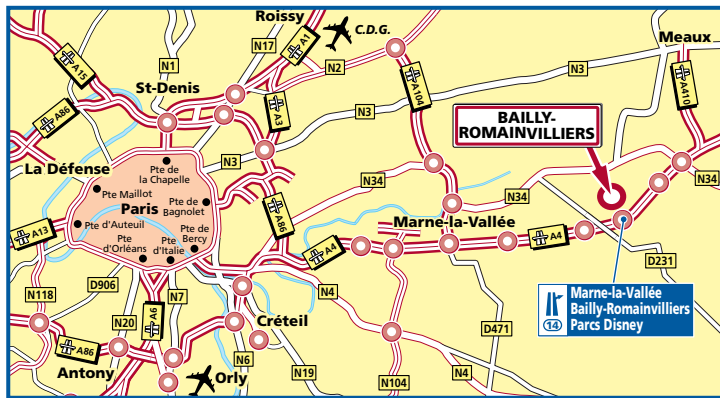 Roissy
C.D.G.
Meaux
N17
A1
N1
N2
N3
A15
St-Denis
A104
A410
A86
A3
N3
BAILLY-
ROMAINVILLIERS
La Défense
Pte de
la Chapelle
N3
N34
N34
N34
Pte Maillot
Pte de
Bagnolet
Paris
A86
Marne-la-Vallée
A13
Pte d'Auteuil
Pte de
Bercy
Pte
d'Orléans
Pte
d'Italie
A4
A4
D231
N118
D906
N7
N4
Marne-la-Vallée
Bailly-Romainvilliers
Parcs Disney
14
A6
N20
Créteil
D471
A86
Antony
Orly
N6
N19
N104
N4